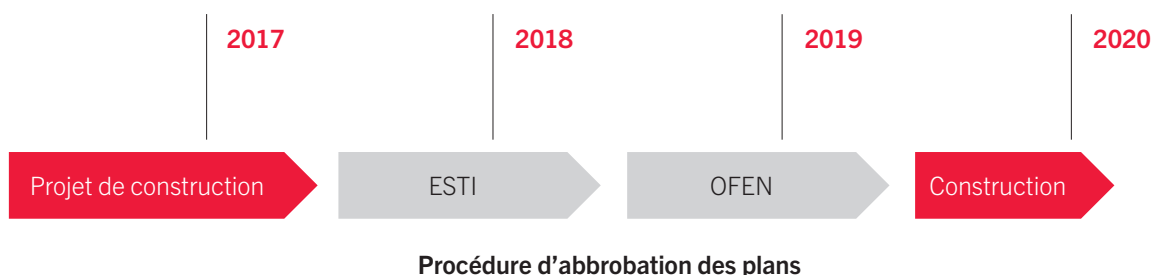 2017 2018 2019 2020
Projet de construction ESTI OFEN Construction
Procédure d'abbrobation des plans